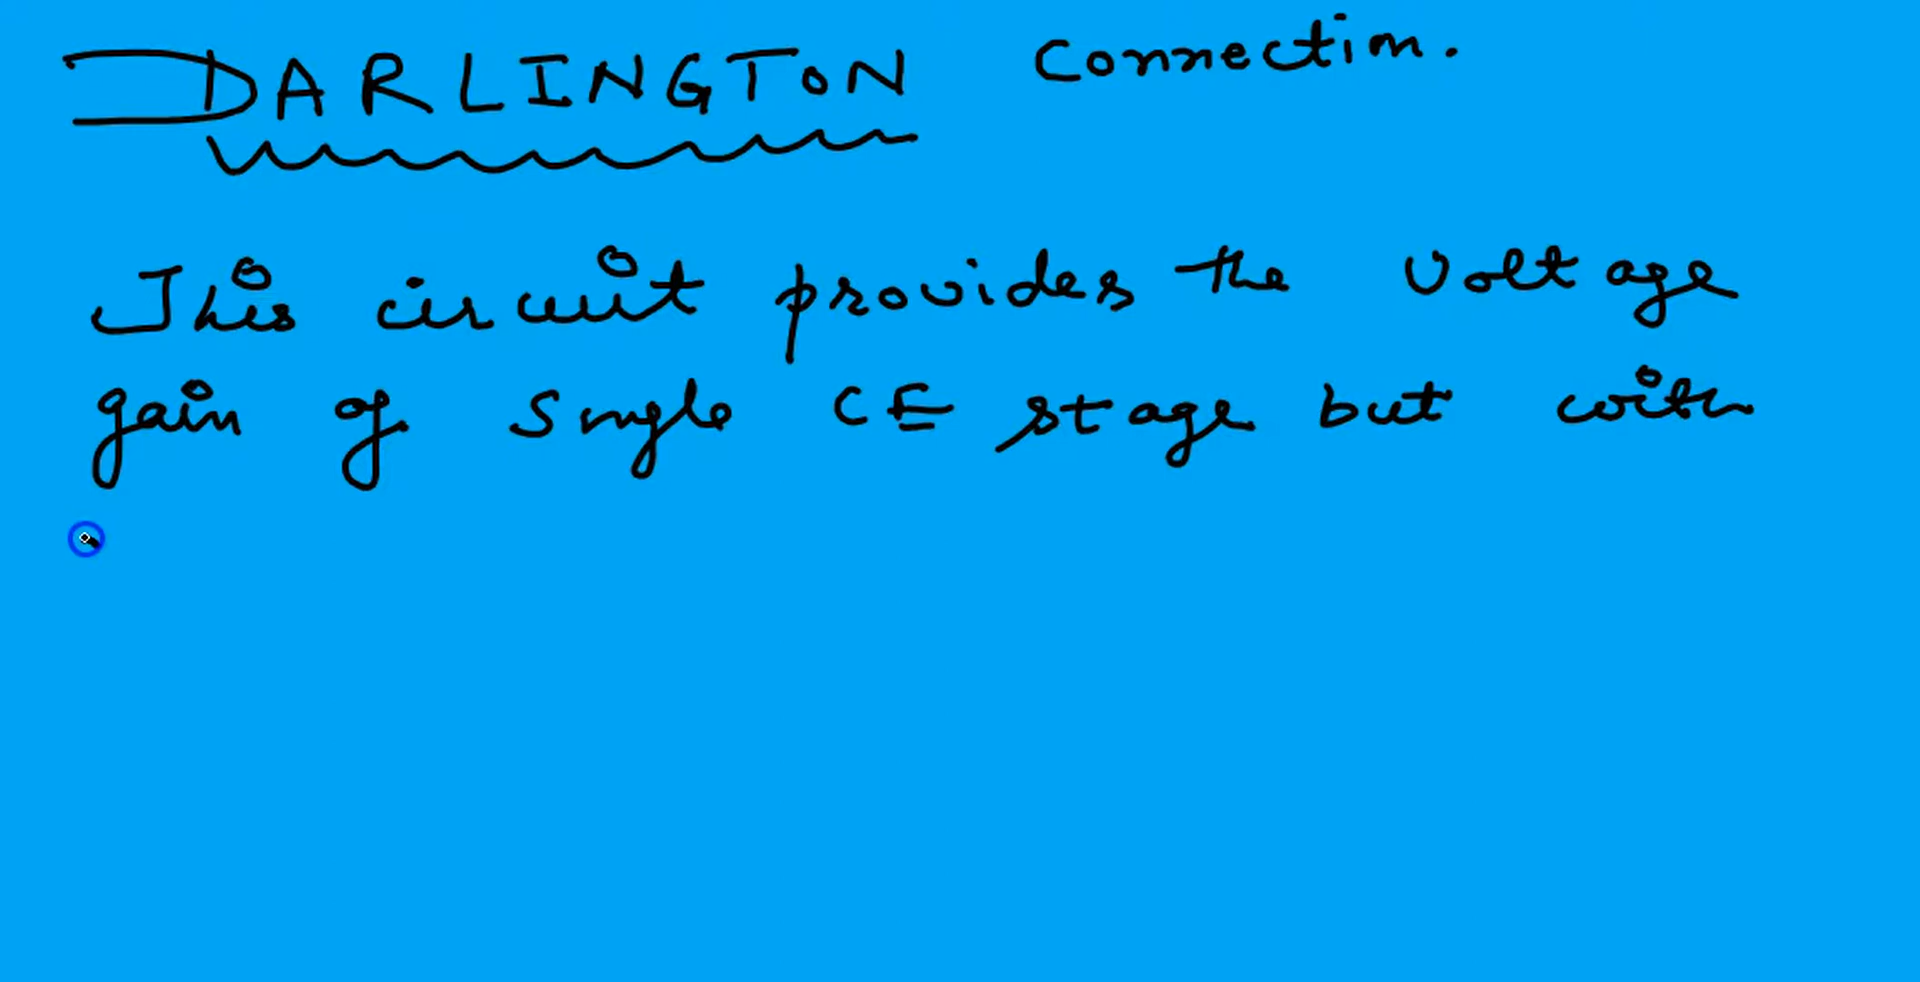 DARLINGTON Connection.
This circuit provides the voltage
gain of single CE stage but with